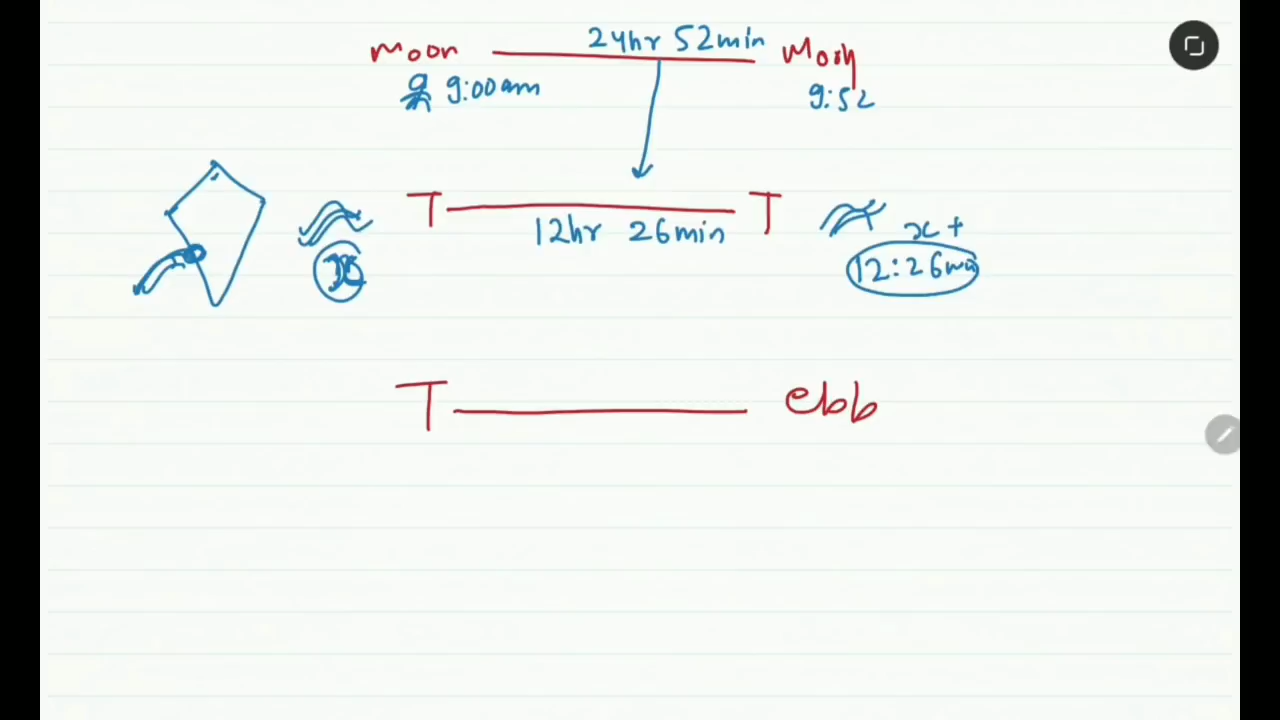 24hr 52min
Moon Moon
9:00am 9:52
T T
12hr 26min x +
12:26min
T ebb